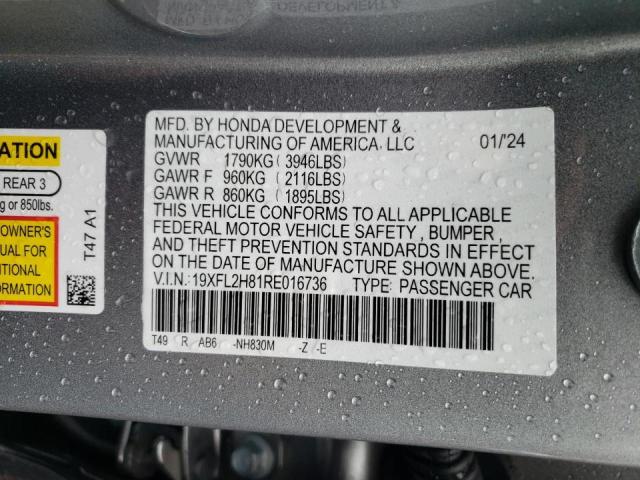 MFD. BY HONDA DEVELOPMENT &
MANUFACTURING OF AMERICA, LLC 01/'24
GVWR 1790KG ( 3946LBS)
GAWR F 960KG ( 2116LBS)
GAWR R 860KG ( 1895LBS)
THIS VEHICLE CONFORMS TO ALL APPLICABLE
FEDERAL MOTOR VEHICLE SAFETY , BUMPER ,
AND THEFT PREVENTION STANDARDS IN EFFECT
ON THE DATE OF MANUFACTURE SHOWN ABOVE.
V.I.N.: 19XFL2H81RE016736 TYPE: PASSENGER CAR
T49 R AB6 -NH830M -Z -E
ATION
REAR 3
g or 850lbs.
OWNER'S
UAL FOR
ITIONAL
FORMATION
T47 A1